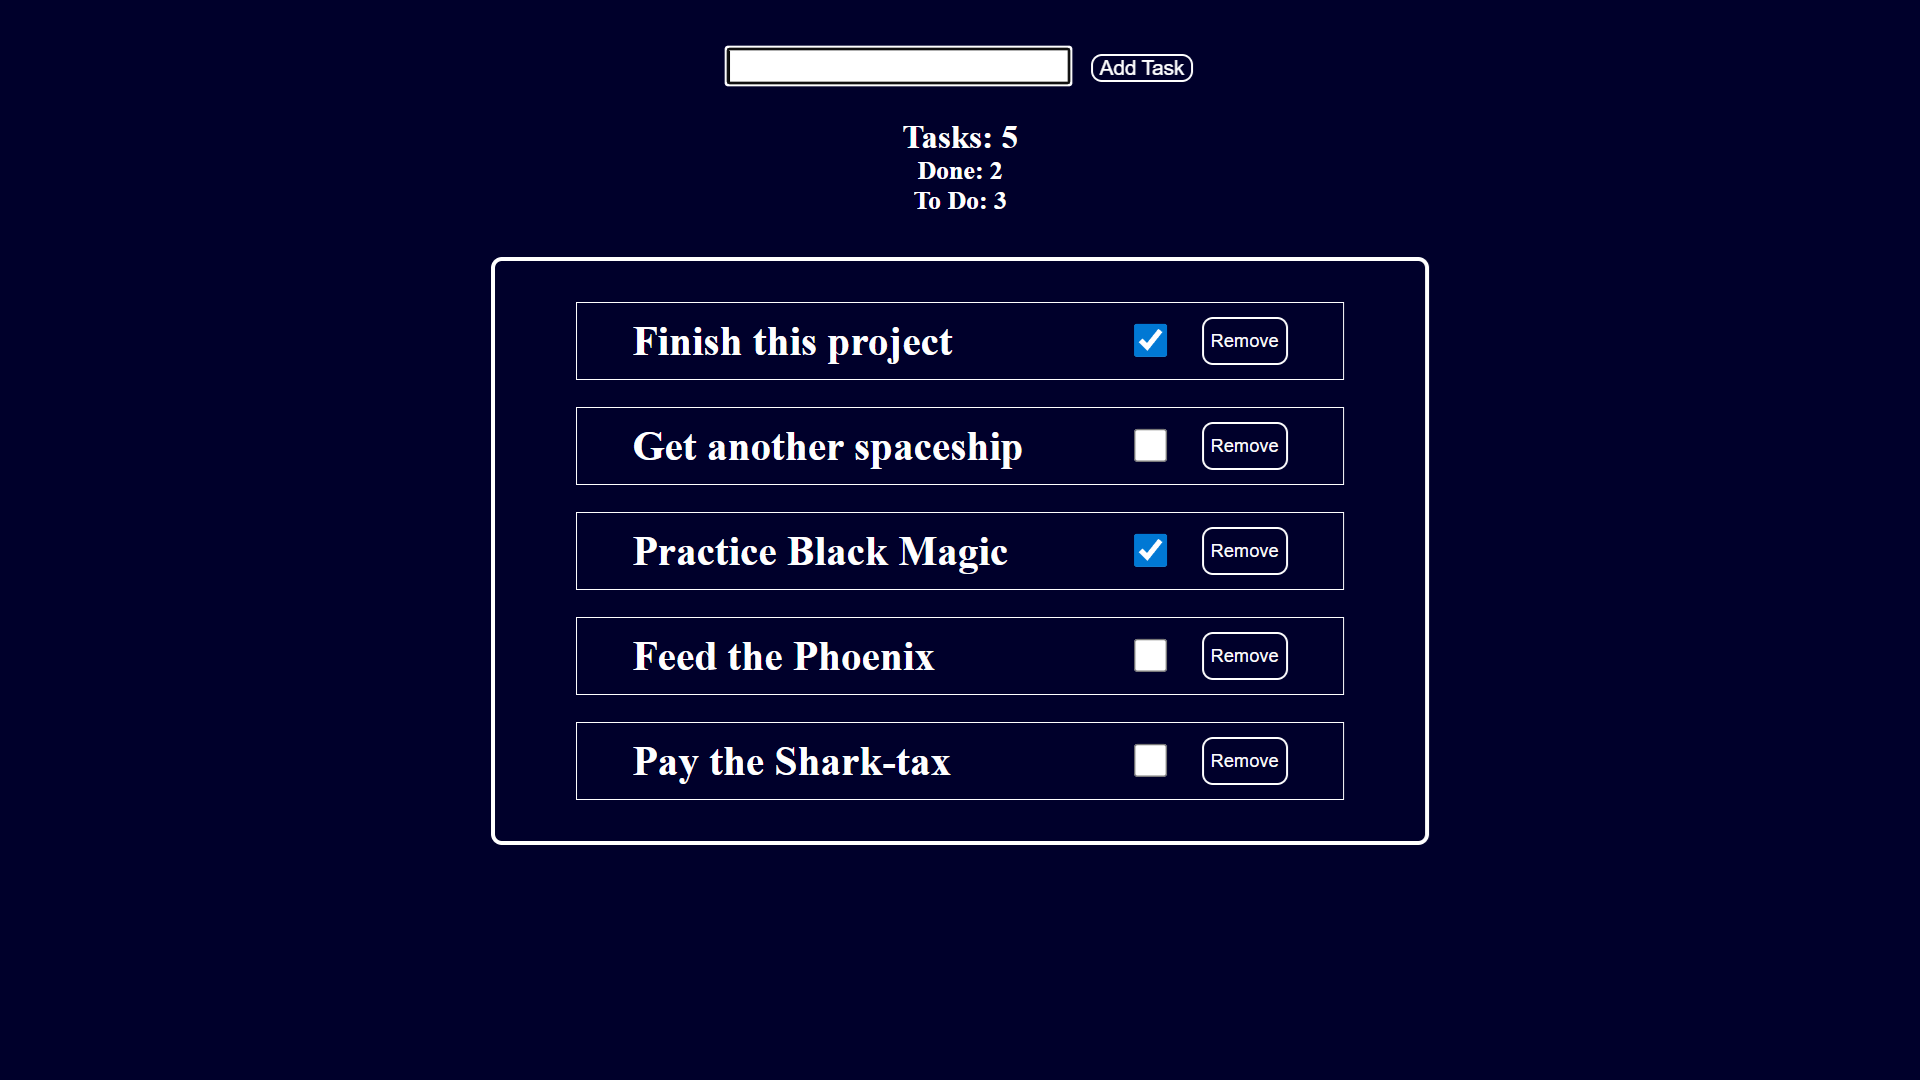 Add Task
Tasks: 5
Done: 2
To Do: 3
Finish this project Remove
Get another spaceship Remove
Practice Black Magic Remove
Feed the Phoenix Remove
Pay the Shark-tax Remove